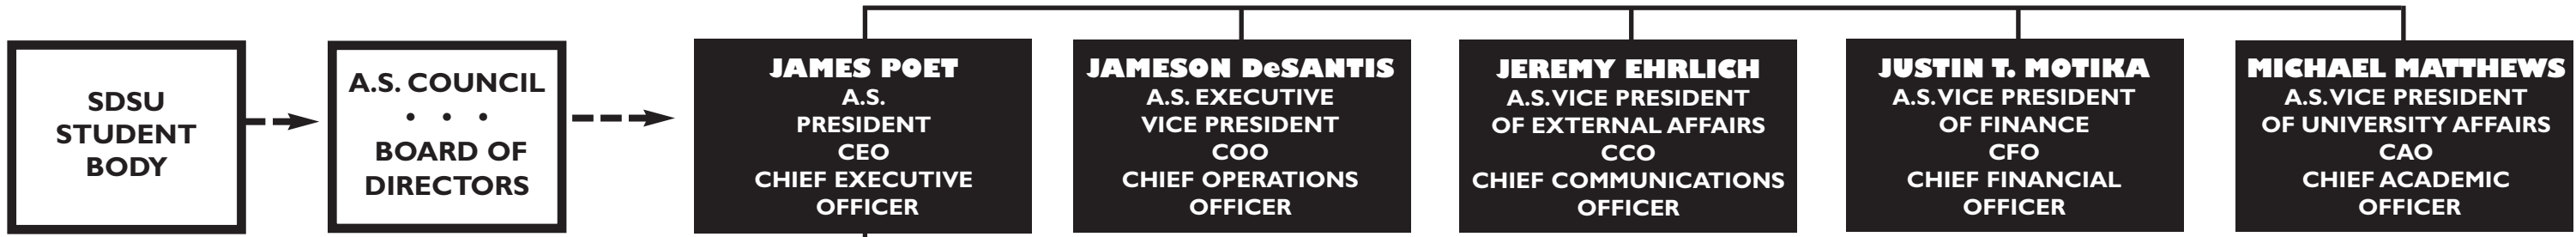 SDSU
STUDENT
BODY
A.S. COUNCIL
• • •
BOARD OF
DIRECTORS
JAMES POET
A.S.
PRESIDENT
CEO
CHIEF EXECUTIVE
OFFICER
JAMESON DeSANTIS
A.S. EXECUTIVE
VICE PRESIDENT
COO
CHIEF OPERATIONS
OFFICER
JEREMY EHRLICH
A.S. VICE PRESIDENT
OF EXTERNAL AFFAIRS
CCO
CHIEF COMMUNICATIONS
OFFICER
JUSTIN T. MOTIKA
A.S. VICE PRESIDENT
OF FINANCE
CFO
CHIEF FINANCIAL
OFFICER
MICHAEL MATTHEWS
A.S. VICE PRESIDENT
OF UNIVERSITY AFFAIRS
CAO
CHIEF ACADEMIC
OFFICER